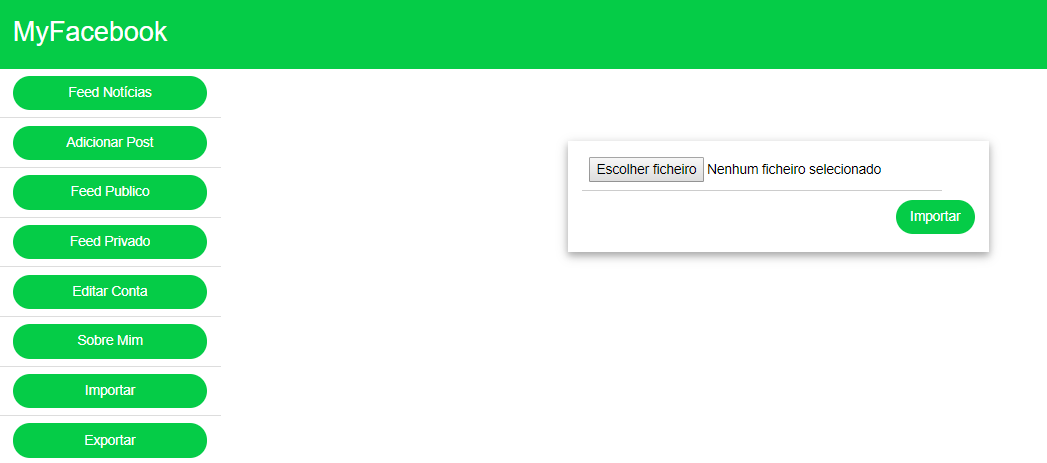 MyFacebook
Feed Notícias
Adicionar Post
Feed Publico
Feed Privado
Editar Conta
Sobre Mim
Importar
Exportar
Escolher ficheiro Nenhum ficheiro selecionado
Importar